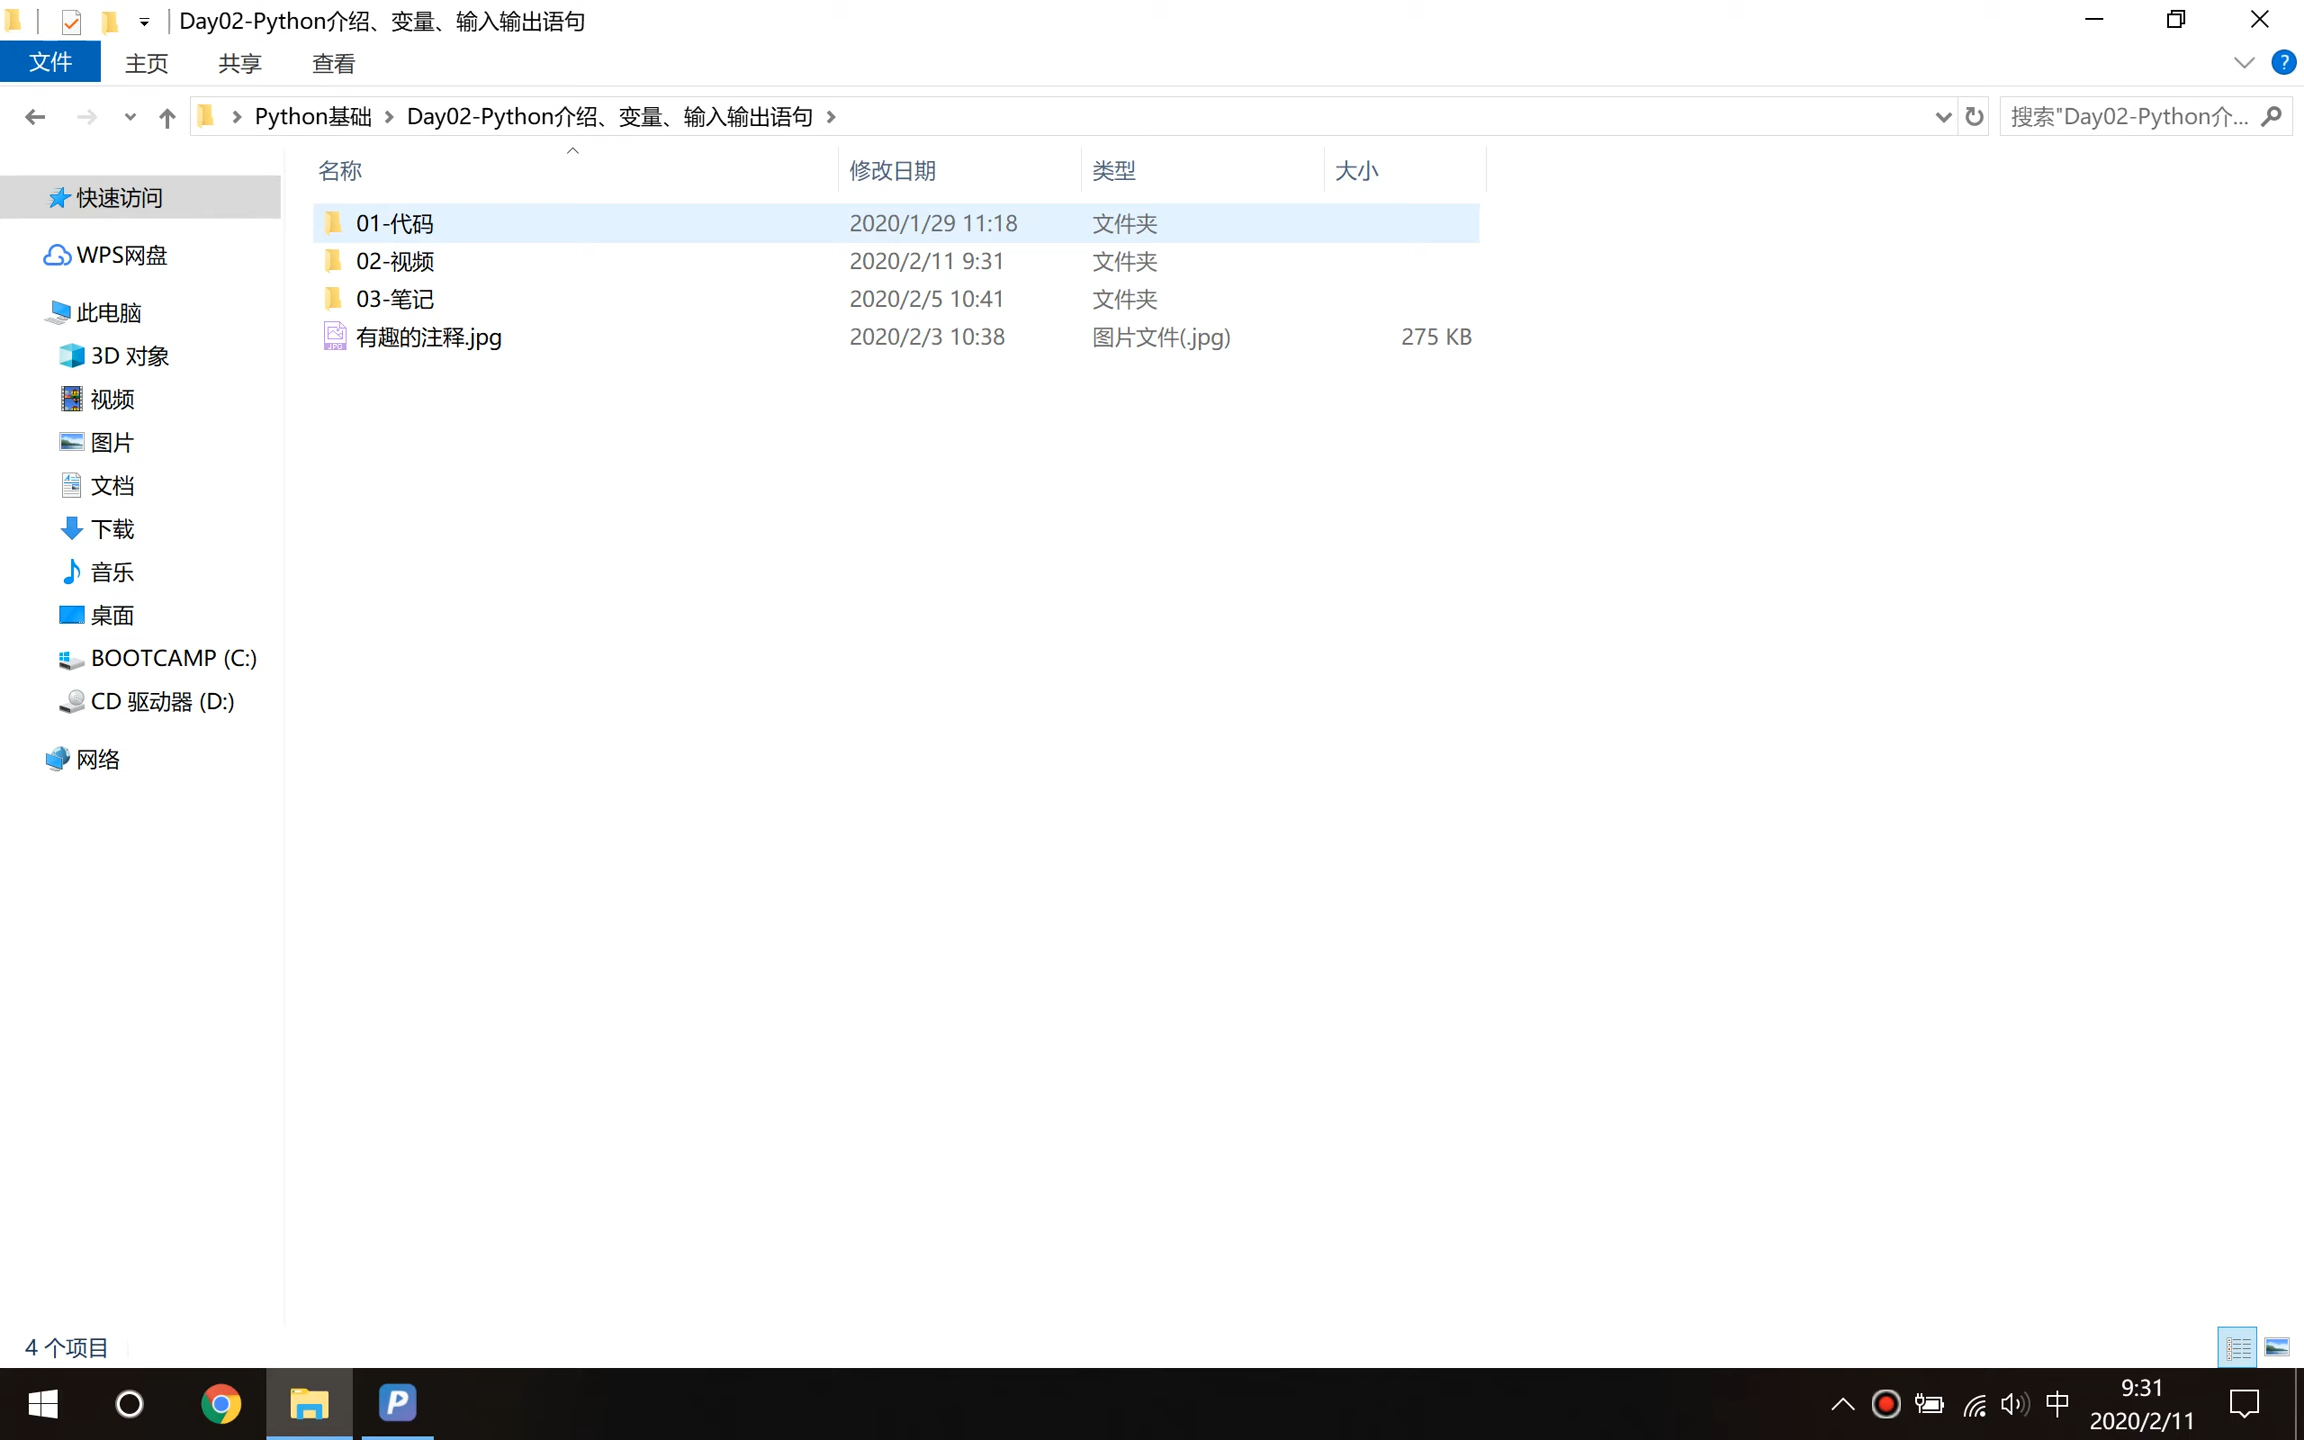 Day02-Python介绍、变量、输入输出语句
文件 主页 共享 查看
Python基础 Day02-Python介绍、变量、输入输出语句 搜索"Day02-Python介...
名称 修改日期 类型 大小
快速访问
WPS网盘
此电脑
3D 对象
视频
图片
文档
下载
音乐
桌面
BOOTCAMP (C:)
CD 驱动器 (D:)
网络
01-代码 2020/1/29 11:18 文件夹
02-视频 2020/2/11 9:31 文件夹
03-笔记 2020/2/5 10:41 文件夹
有趣的注释.jpg 2020/2/3 10:38 图片文件(.jpg) 275 KB
4 个项目
中 9:31
2020/2/11